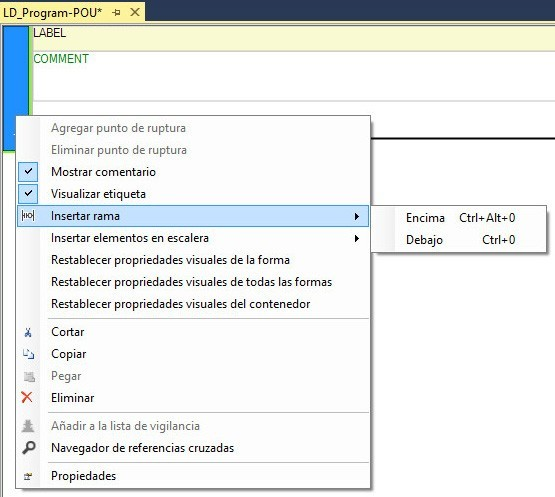 LD_Program-POU*
LABEL
COMMENT
Agregar punto de ruptura
Eliminar punto de ruptura
Mostrar comentario
Visualizar etiqueta
Insertar rama
Encima Ctrl+Alt+0
Debajo Ctrl+0
Insertar elementos en escalera
Restablecer propiedades visuales de la forma
Restablecer propiedades visuales de todas las formas
Restablecer propiedades visuales del contenedor
Cortar
Copiar
Pegar
Eliminar
Añadir a la lista de vigilancia
Navegador de referencias cruzadas
Propiedades